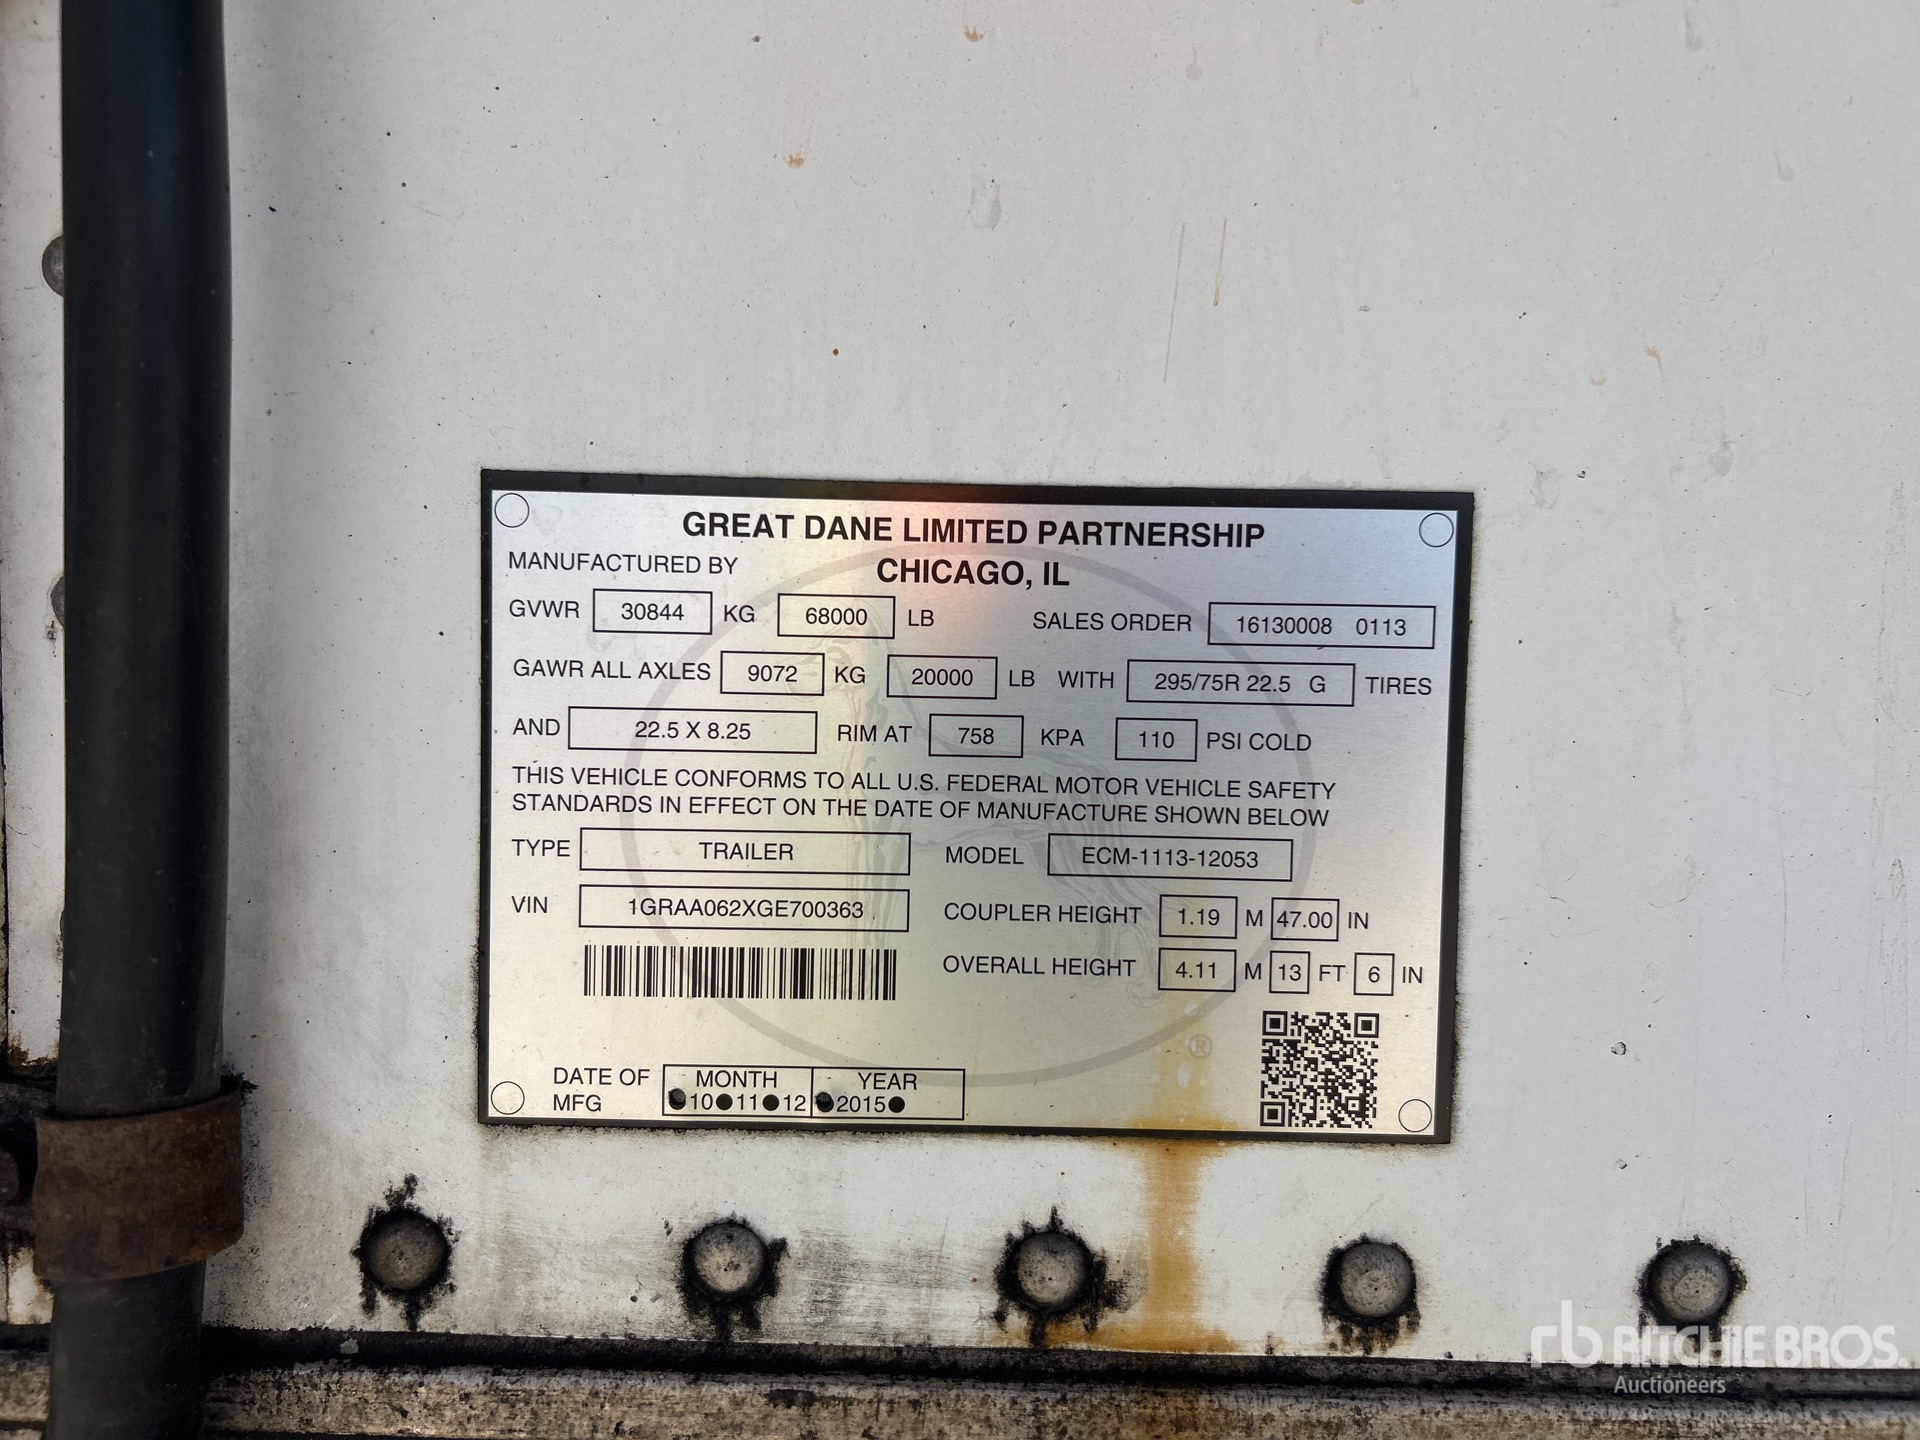 GREAT DANE LIMITED PARTNERSHIP
MANUFACTURED BY CHICAGO, IL
GVWR 30844 KG 68000 LB SALES ORDER 16130008 0113
GAWR ALL AXLES 9072 KG 20000 LB WITH 295/75R 22.5 G TIRES
AND 22.5 X 8.25 RIM AT 758 KPA 110 PSI COLD
THIS VEHICLE CONFORMS TO ALL U.S. FEDERAL MOTOR VEHICLE SAFETY
STANDARDS IN EFFECT ON THE DATE OF MANUFACTURE SHOWN BELOW
TYPE TRAILER MODEL ECM-1113-12053
VIN 1GRAA062XGE700363 COUPLER HEIGHT 1.19 M 47.00 IN
OVERALL HEIGHT 4.11 M 13 FT 6 IN
®
DATE OF MONTH YEAR
MFG ●10●11●12 ●2015●
rb RITCHIE BROS.
Auctioneers